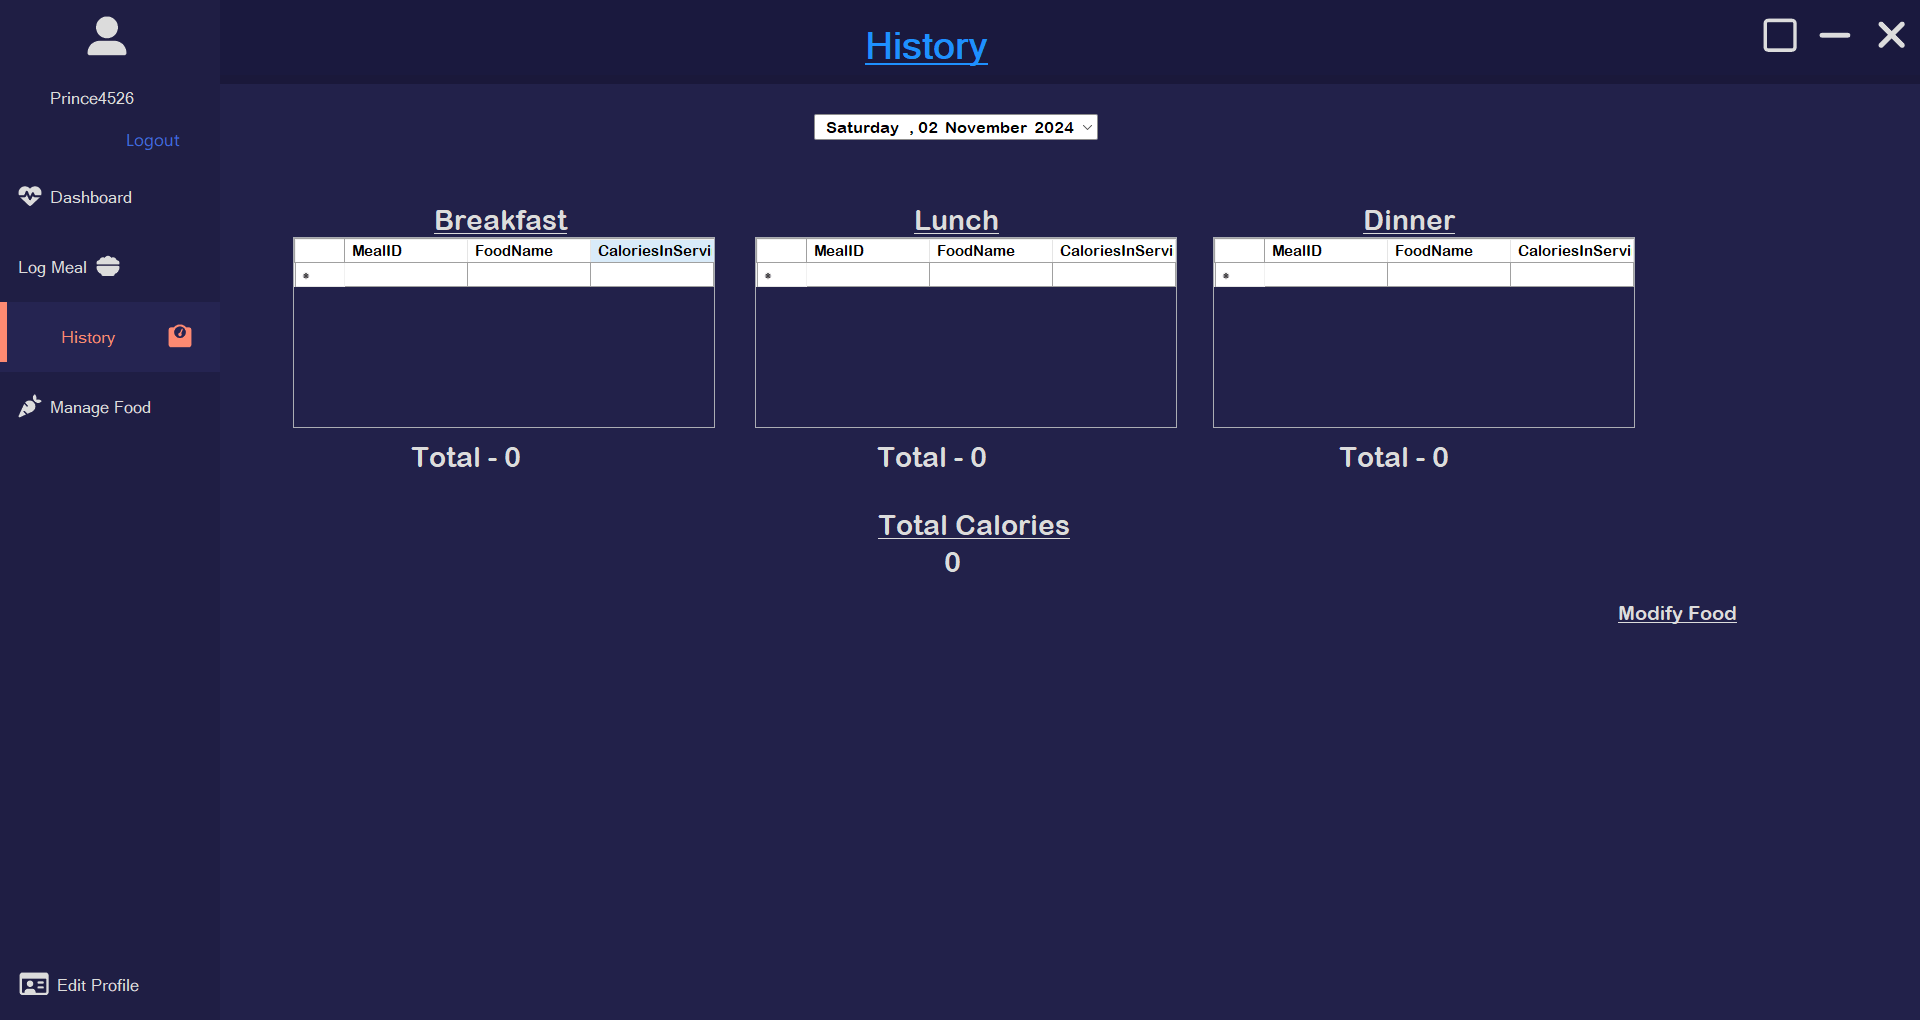 History
Prince4526
Logout
Dashboard
Log Meal
History
Manage Food
Edit Profile
Saturday , 02 November 2024
Breakfast
MealID FoodName CaloriesInServi
*
Total - 0
Lunch
MealID FoodName CaloriesInServi
*
Total - 0
Dinner
MealID FoodName CaloriesInServi
*
Total - 0
Total Calories
0
Modify Food